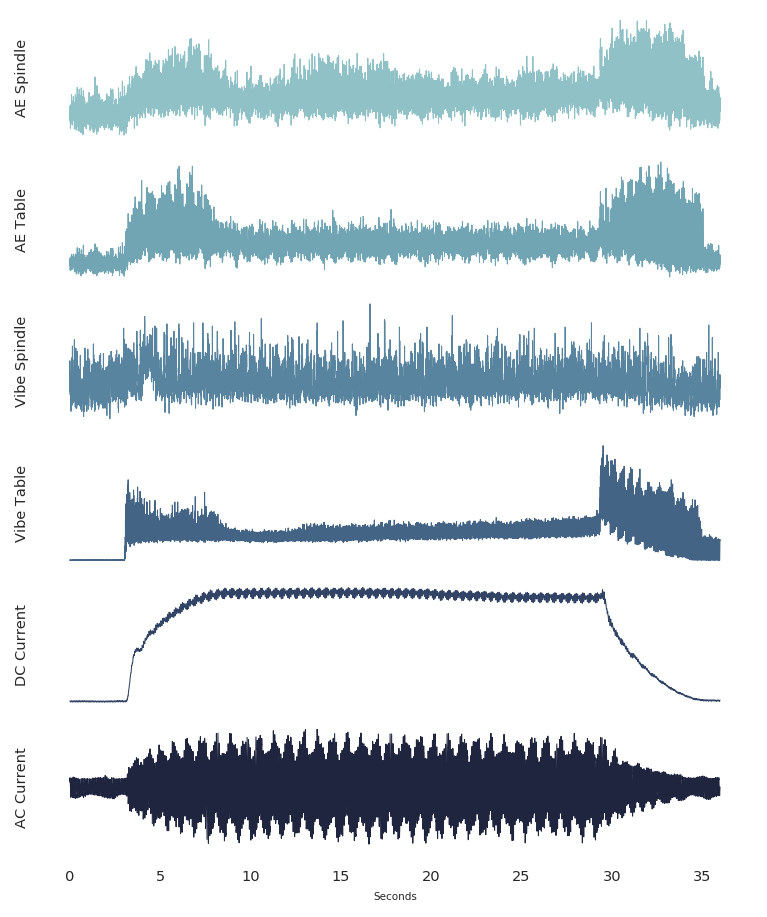 AE Spindle
AE Table
Vibe Spindle
Vibe Table
DC Current
AC Current
0 5 10 15 20 25 30 35
Seconds